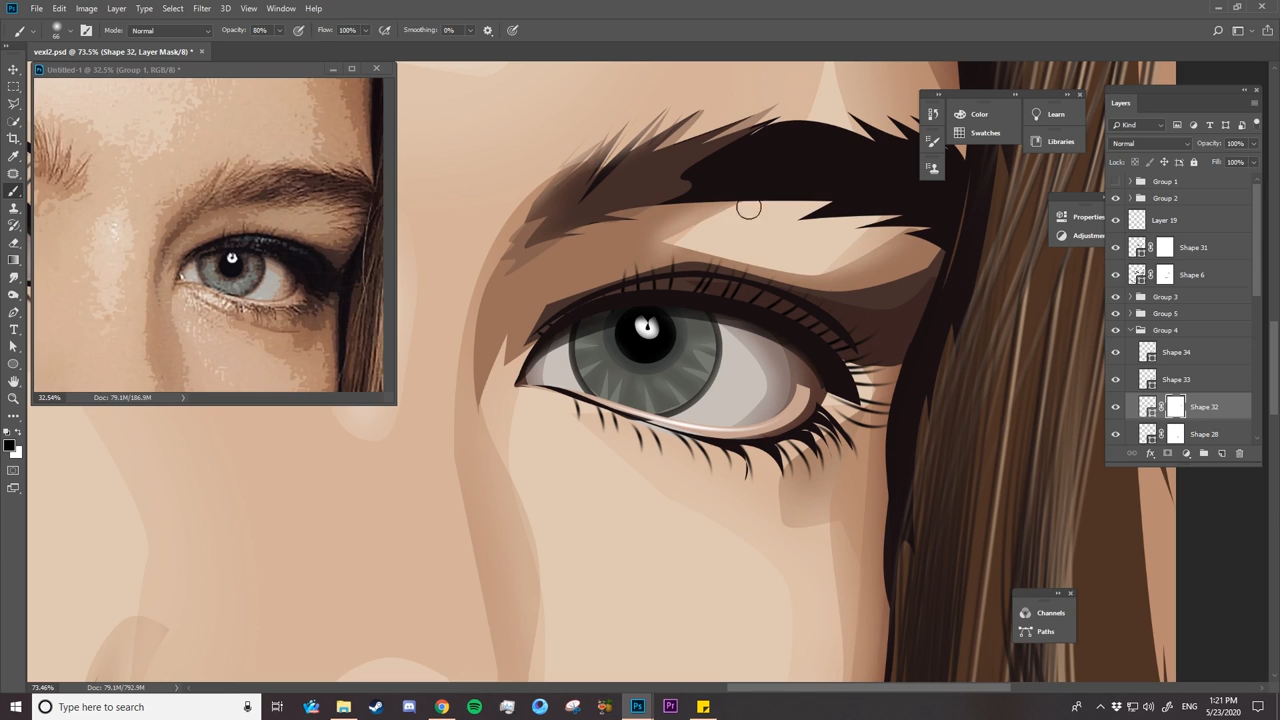 Ps File Edit Image Layer Type Select Filter 3D View Window Help
66 Mode: Normal Opacity: 80% Flow: 100% Smoothing: 0%
vexl2.psd @ 73.5% (Shape 32, Layer Mask/8) *
Untitled-1 @ 32.5% (Group 1, RGB/8) *
32.54% Doc: 79.1M/186.9M
Color
Swatches
Learn
Libraries
Properties
Adjustme
Layers
Kind
Normal Opacity: 100%
Lock: Fill: 100%
Group 1
Group 2
Layer 19
Shape 31
Shape 6
Group 3
Group 5
Group 4
Shape 34
Shape 33
Shape 32
Shape 28
Channels
Paths
73.46% Doc: 79.1M/792.9M
Type here to search
Ps Pr
ENG
1:21 PM
5/23/2020